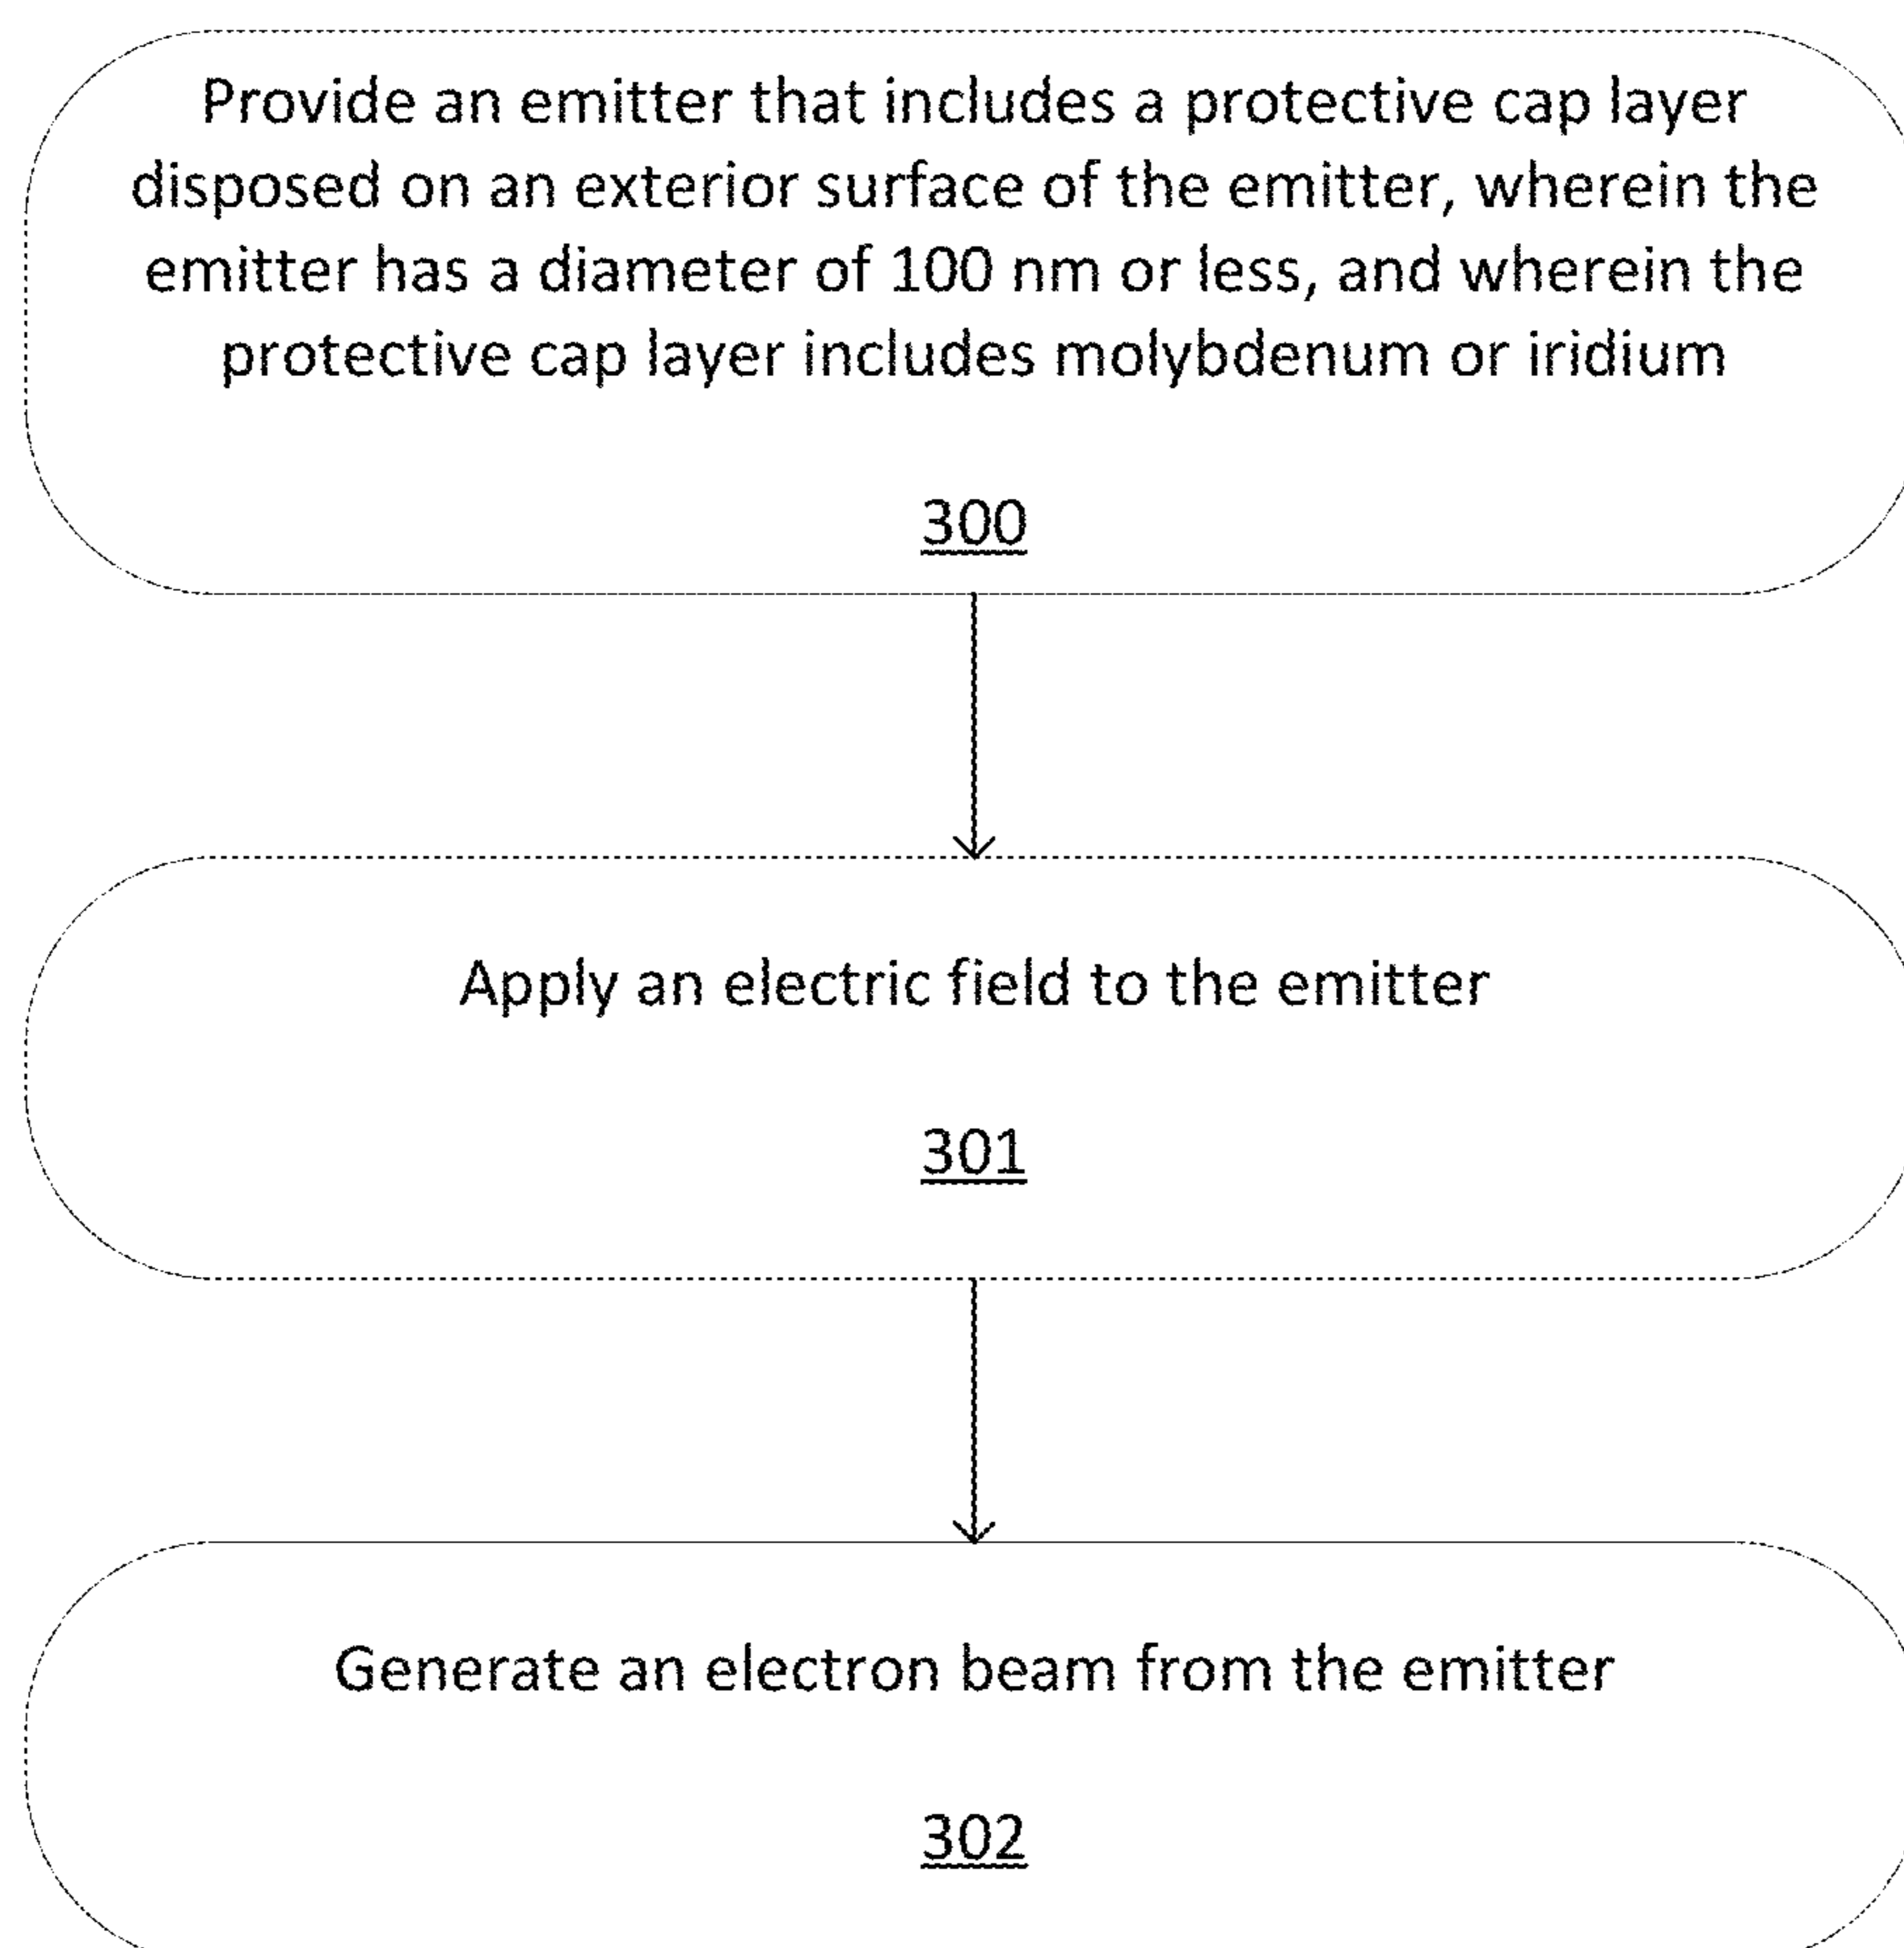 Provide an emitter that includes a protective cap layer
disposed on an exterior surface of the emitter, wherein the
emitter has a diameter of 100 nm or less, and wherein the
protective cap layer includes molybdenum or iridium
300
Apply an electric field to the emitter
301
Generate an electron beam from the emitter
302